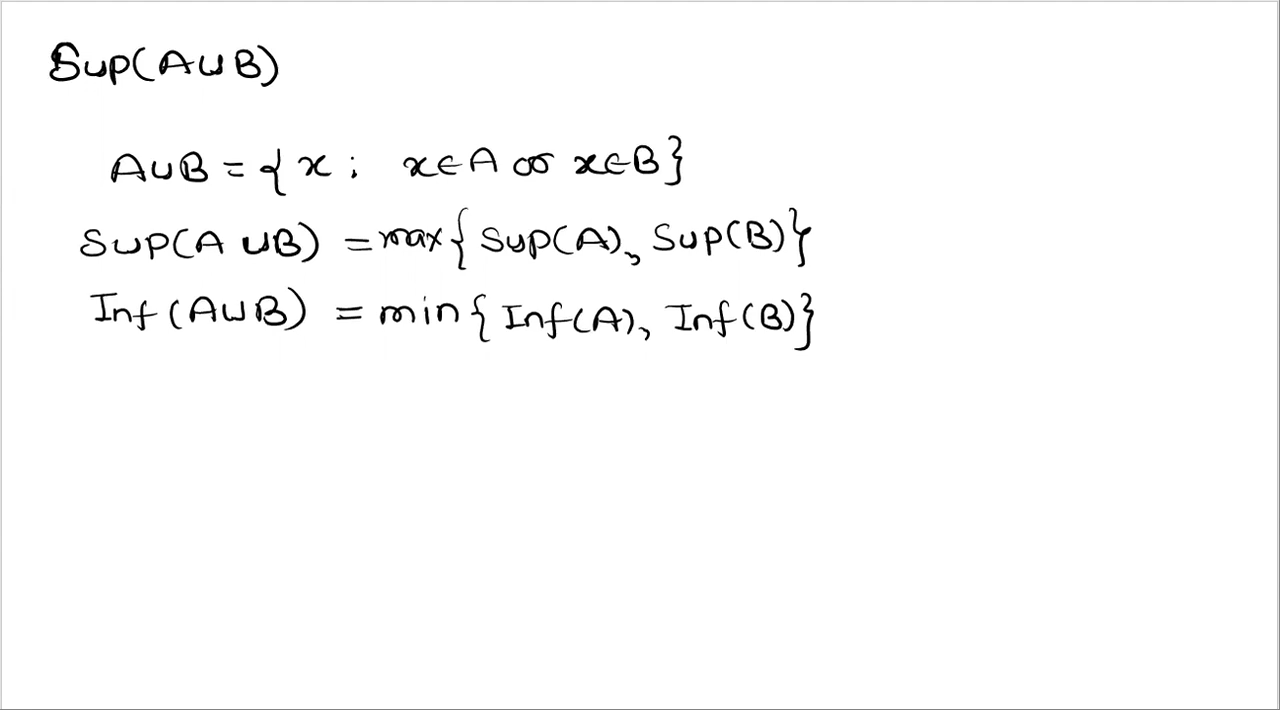 Sup(A∪B)
A∪B = { x ; x∈A or x∈B}
Sup(A ∪B) = max{ Sup(A), Sup(B)}
Inf (A∪B) = min{ Inf(A), Inf(B)}